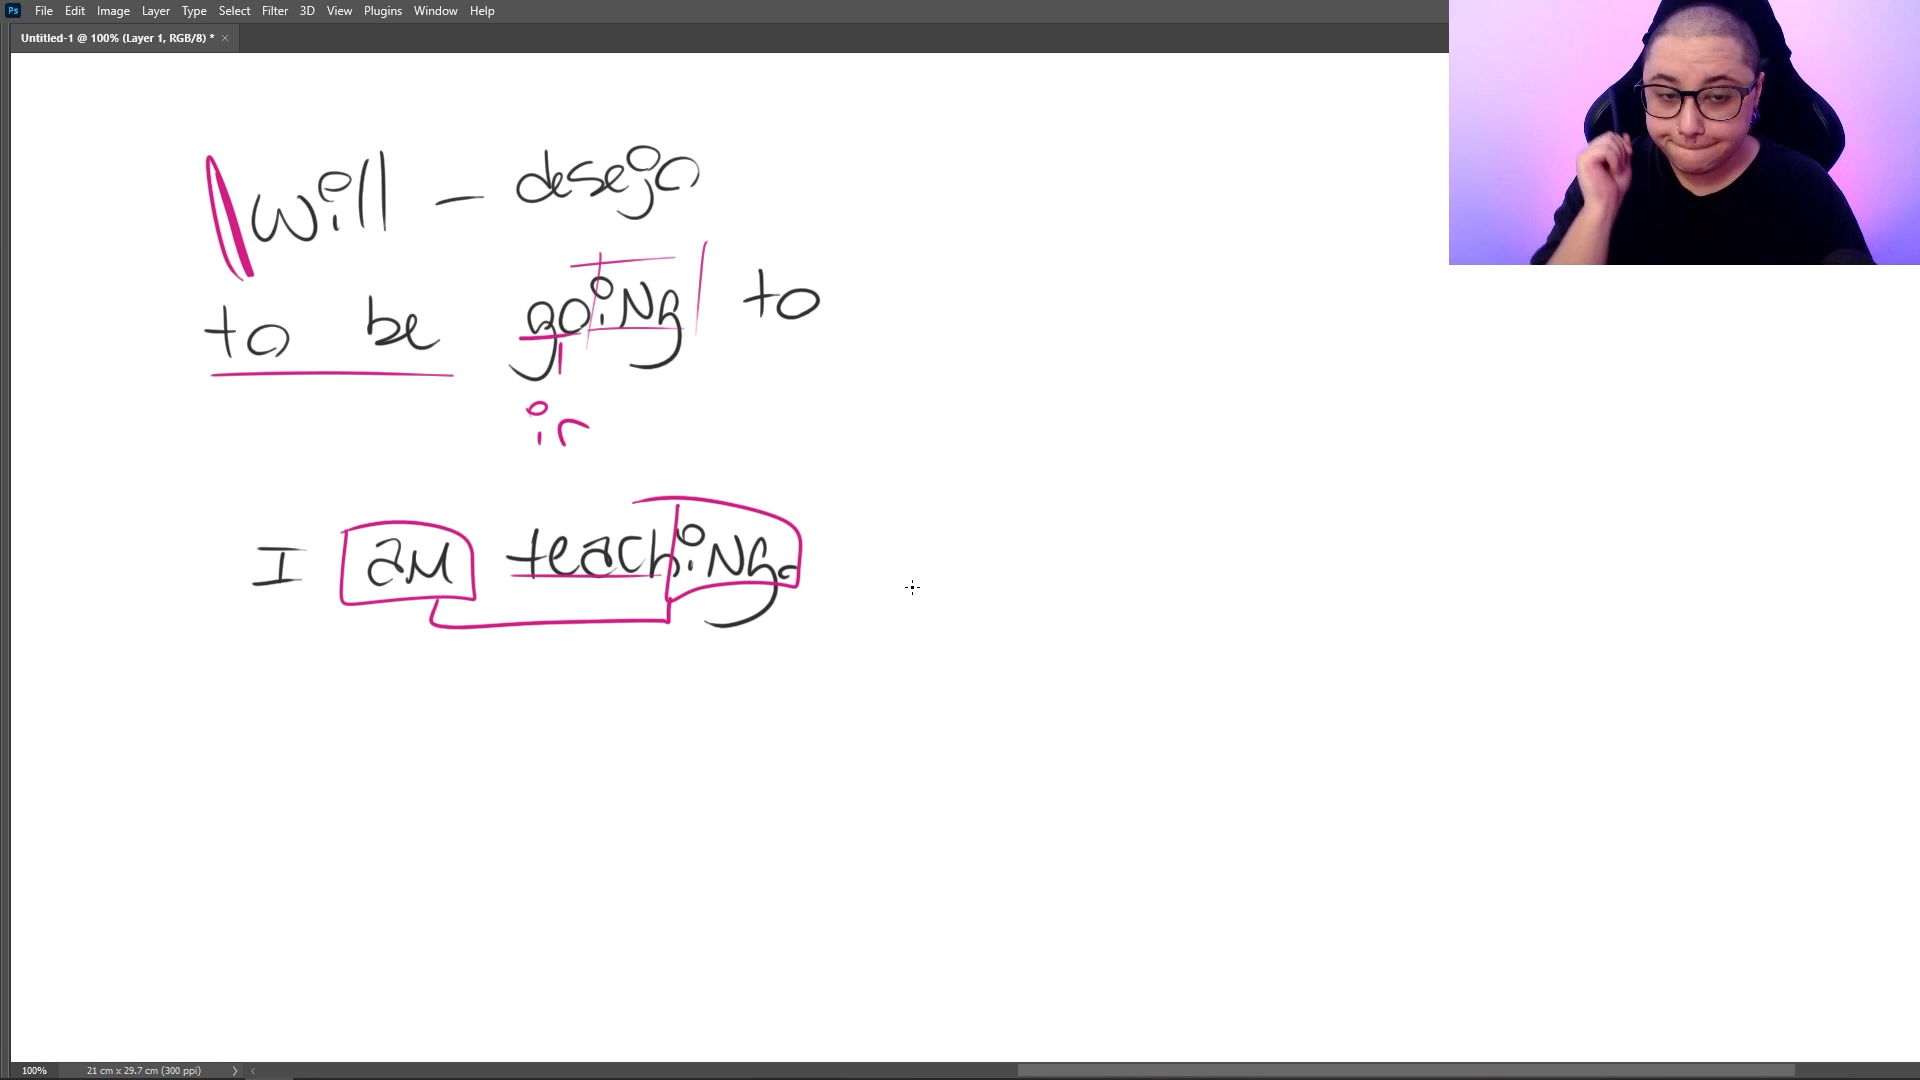 Ps File Edit Image Layer Type Select Filter 3D View Plugins Window Help
Untitled-1 @ 100% (Layer 1, RGB/8) * ×
will - desejo
to be going to
ir
I am teaching.
100% 21 cm x 29.7 cm (300 ppi)